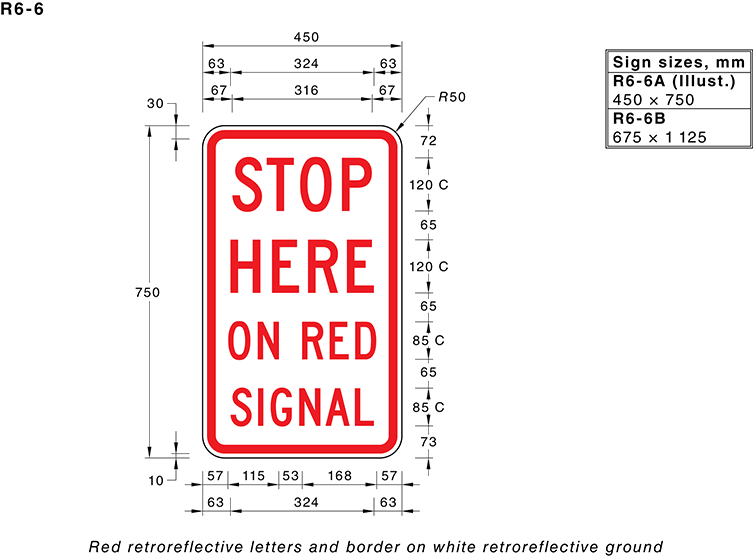 R6-6
450
63 324 63
67 316 67
30
R50
Sign sizes, mm
R6-6A (Illust.)
450 × 750
R6-6B
675 × 1 125
72
120 C
65
120 C
65
85 C
65
85 C
73
750
10
STOP
HERE
ON RED
SIGNAL
57 115 53 168 57
63 324 63
Red retroreflective letters and border on white retroreflective ground